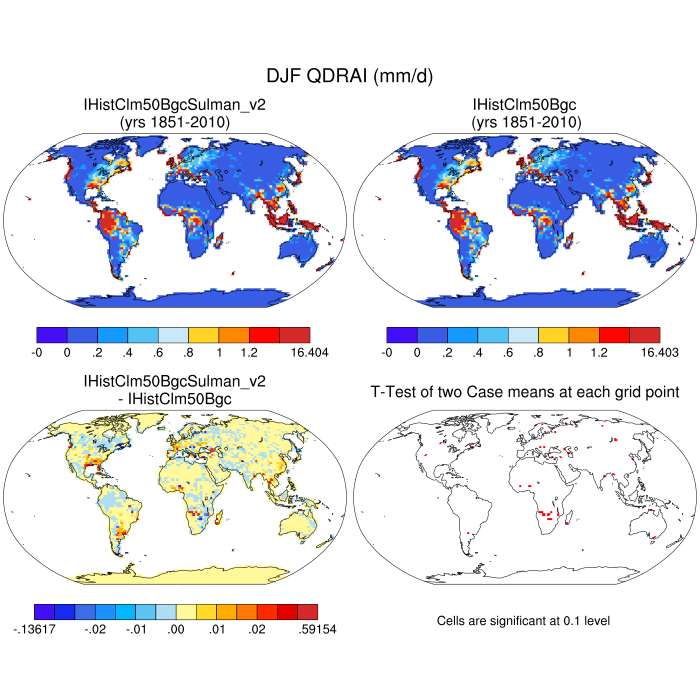 DJF QDRAI (mm/d)
IHistClm50BgcSulman_v2
(yrs 1851-2010)
IHistClm50Bgc
(yrs 1851-2010)
-0 0 .2 .4 .6 .8 1 1.2 16.404
-0 0 .2 .4 .6 .8 1 1.2 16.403
IHistClm50BgcSulman_v2
- IHistClm50Bgc
T-Test of two Case means at each grid point
-.13617 -.02 -.01 .00 .01 .02 .59154
Cells are significant at 0.1 level